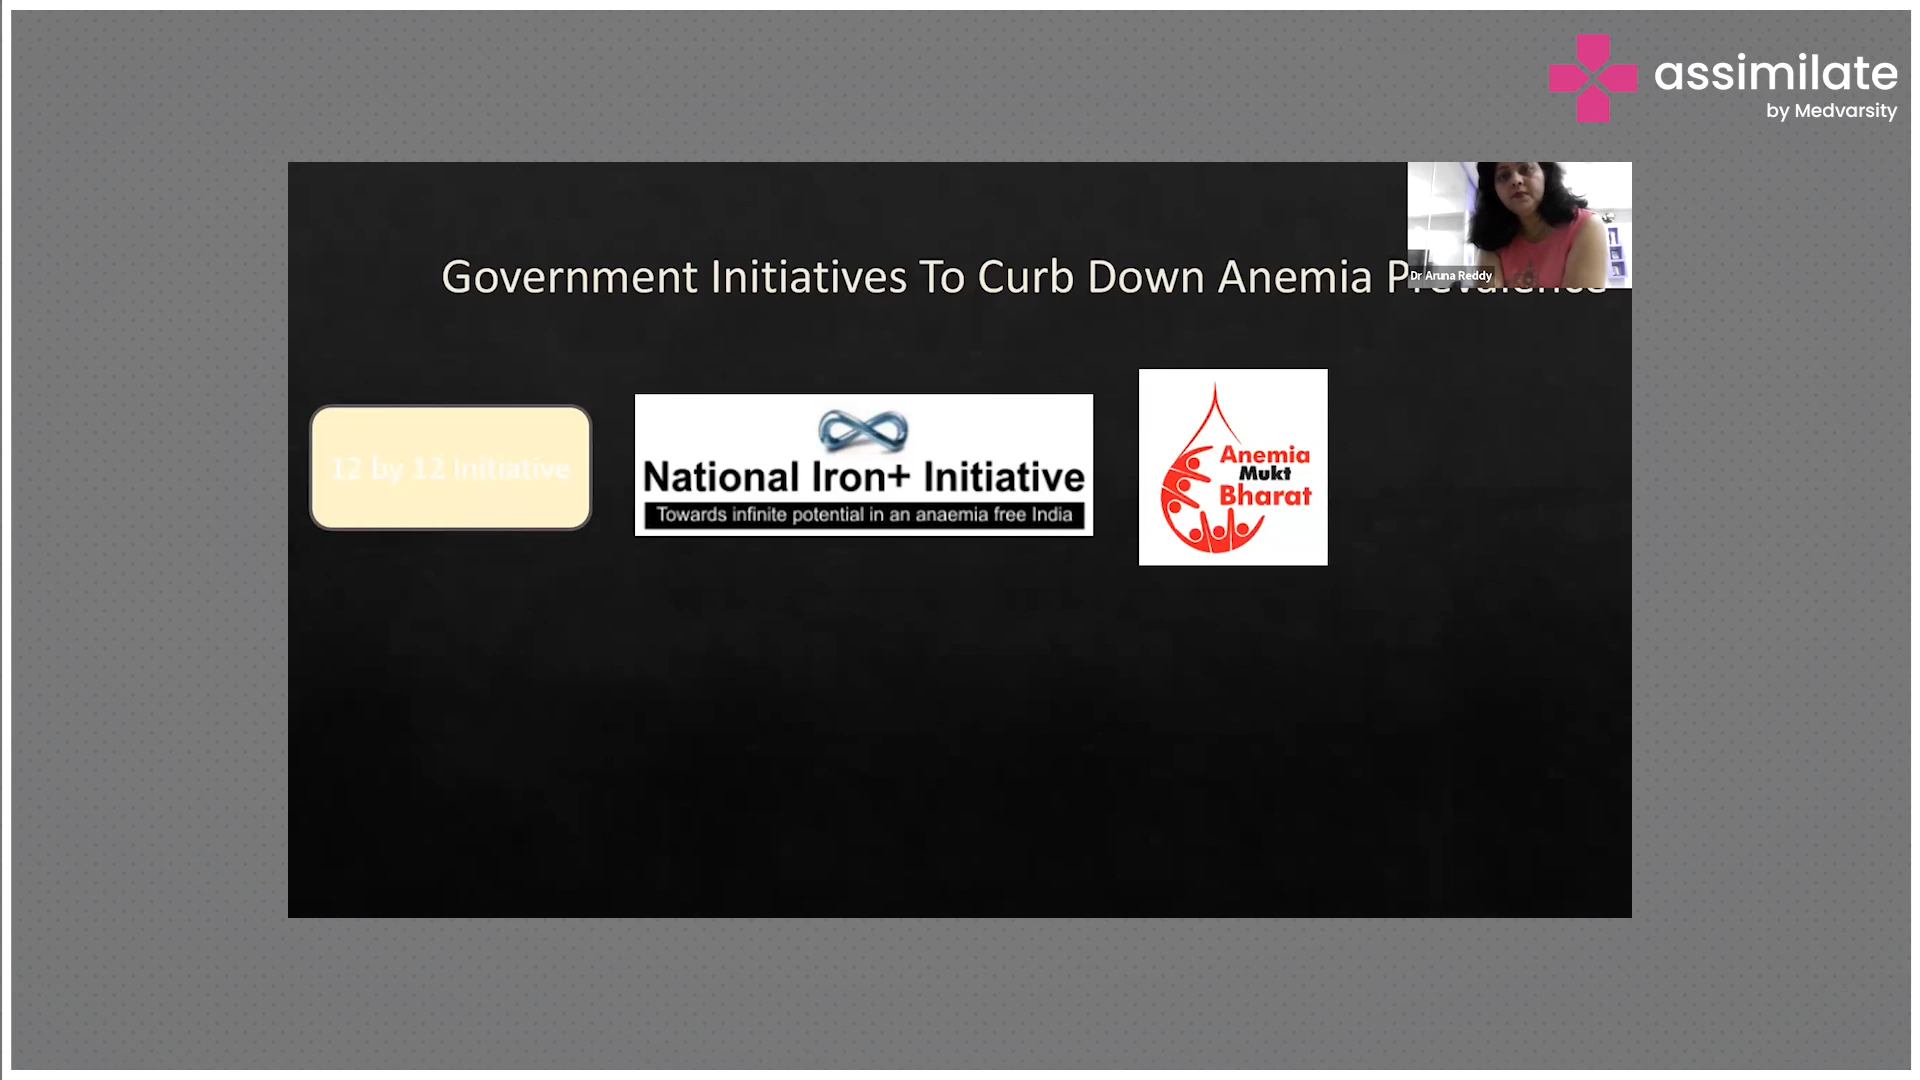 assimilate
by Medvarsity
Government Initiatives To Curb Down Anemia Prevalence
Dr Aruna Reddy
12 by 12 Initiative
National Iron+ Initiative
Towards infinite potential in an anaemia free India
Anemia
Mukt
Bharat